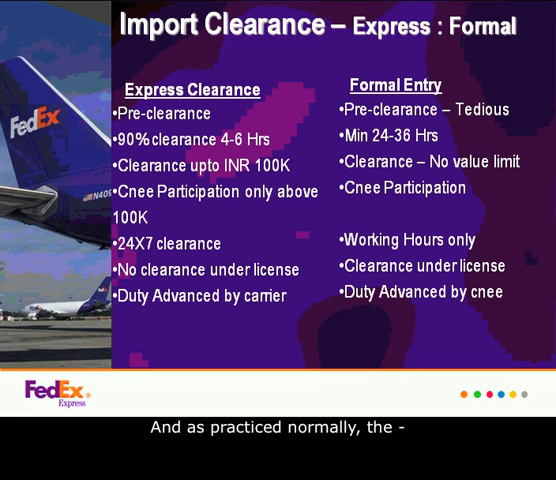 Import Clearance – Express : Formal
Express Clearance
•Pre-clearance
•90%clearance 4-6 Hrs
•Clearance upto INR 100K
•Cnee Participation only above
100K
•24X7 clearance
•No clearance under license
•Duty Advanced by carrier
Formal Entry
•Pre-clearance – Tedious
•Min 24-36 Hrs
•Clearance – No value limit
•Cnee Participation
•Working Hours only
•Clearance under license
•Duty Advanced by cnee
FedEx
N409
FedEx®
Express
And as practiced normally, the -